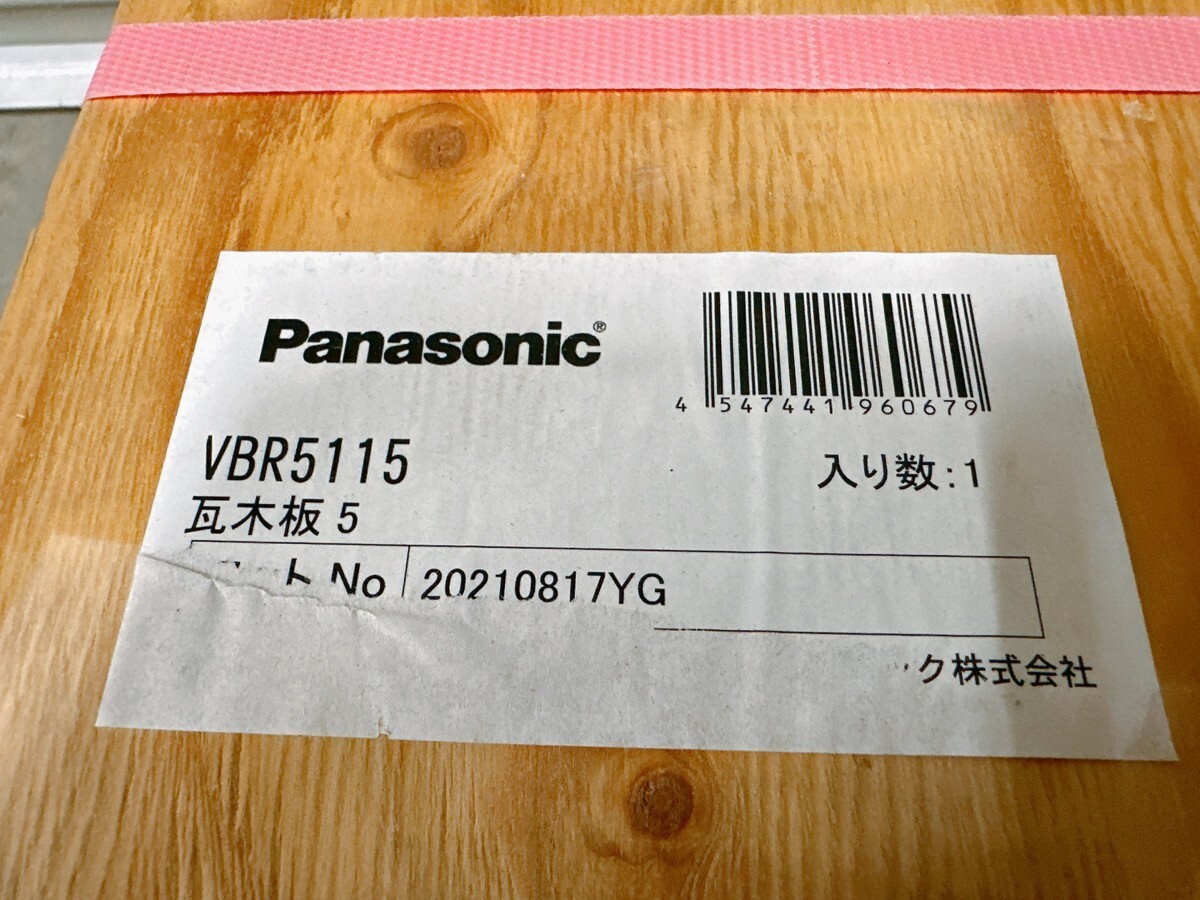 Panasonic®
4 547441 960679
VBR5115
入り数:1
瓦木板5
ト No
20210817YG
ク株式会社